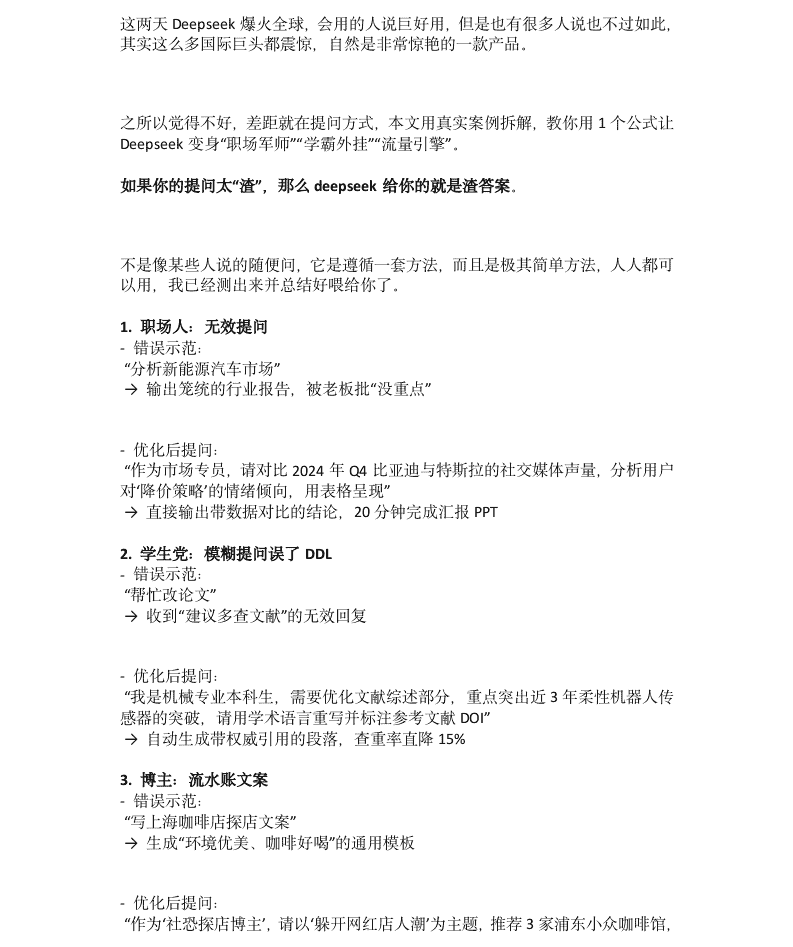 这两天 Deepseek 爆火全球，会用的人说巨好用，但是也有很多人说也不过如此，
其实这么多国际巨头都震惊，自然是非常惊艳的一款产品。
之所以觉得不好，差距就在提问方式，本文用真实案例拆解，教你用 1 个公式让
Deepseek 变身“职场军师”“学霸外挂”“流量引擎”。
如果你的提问太“渣”，那么 deepseek 给你的就是渣答案。
不是像某些人说的随便问，它是遵循一套方法，而且是极其简单方法，人人都可
以用，我已经测出来并总结好喂给你了。
1. 职场人：无效提问
- 错误示范：
“分析新能源汽车市场”
→ 输出笼统的行业报告，被老板批“没重点”
- 优化后提问：
“作为市场专员，请对比 2024 年 Q4 比亚迪与特斯拉的社交媒体声量，分析用户
对‘降价策略’的情绪倾向，用表格呈现”
→ 直接输出带数据对比的结论，20 分钟完成汇报 PPT
2. 学生党：模糊提问误了 DDL
- 错误示范：
“帮忙改论文”
→ 收到“建议多查文献”的无效回复
- 优化后提问：
“我是机械专业本科生，需要优化文献综述部分，重点突出近 3 年柔性机器人传
感器的突破，请用学术语言重写并标注参考文献 DOI”
→ 自动生成带权威引用的段落，查重率直降 15%
3. 博主：流水账文案
- 错误示范：
“写上海咖啡店探店文案”
→ 生成“环境优美、咖啡好喝”的通用模板
- 优化后提问：
“作为‘社恐探店博主’，请以‘躲开网红店人潮’为主题，推荐 3 家浦东小众咖啡馆，